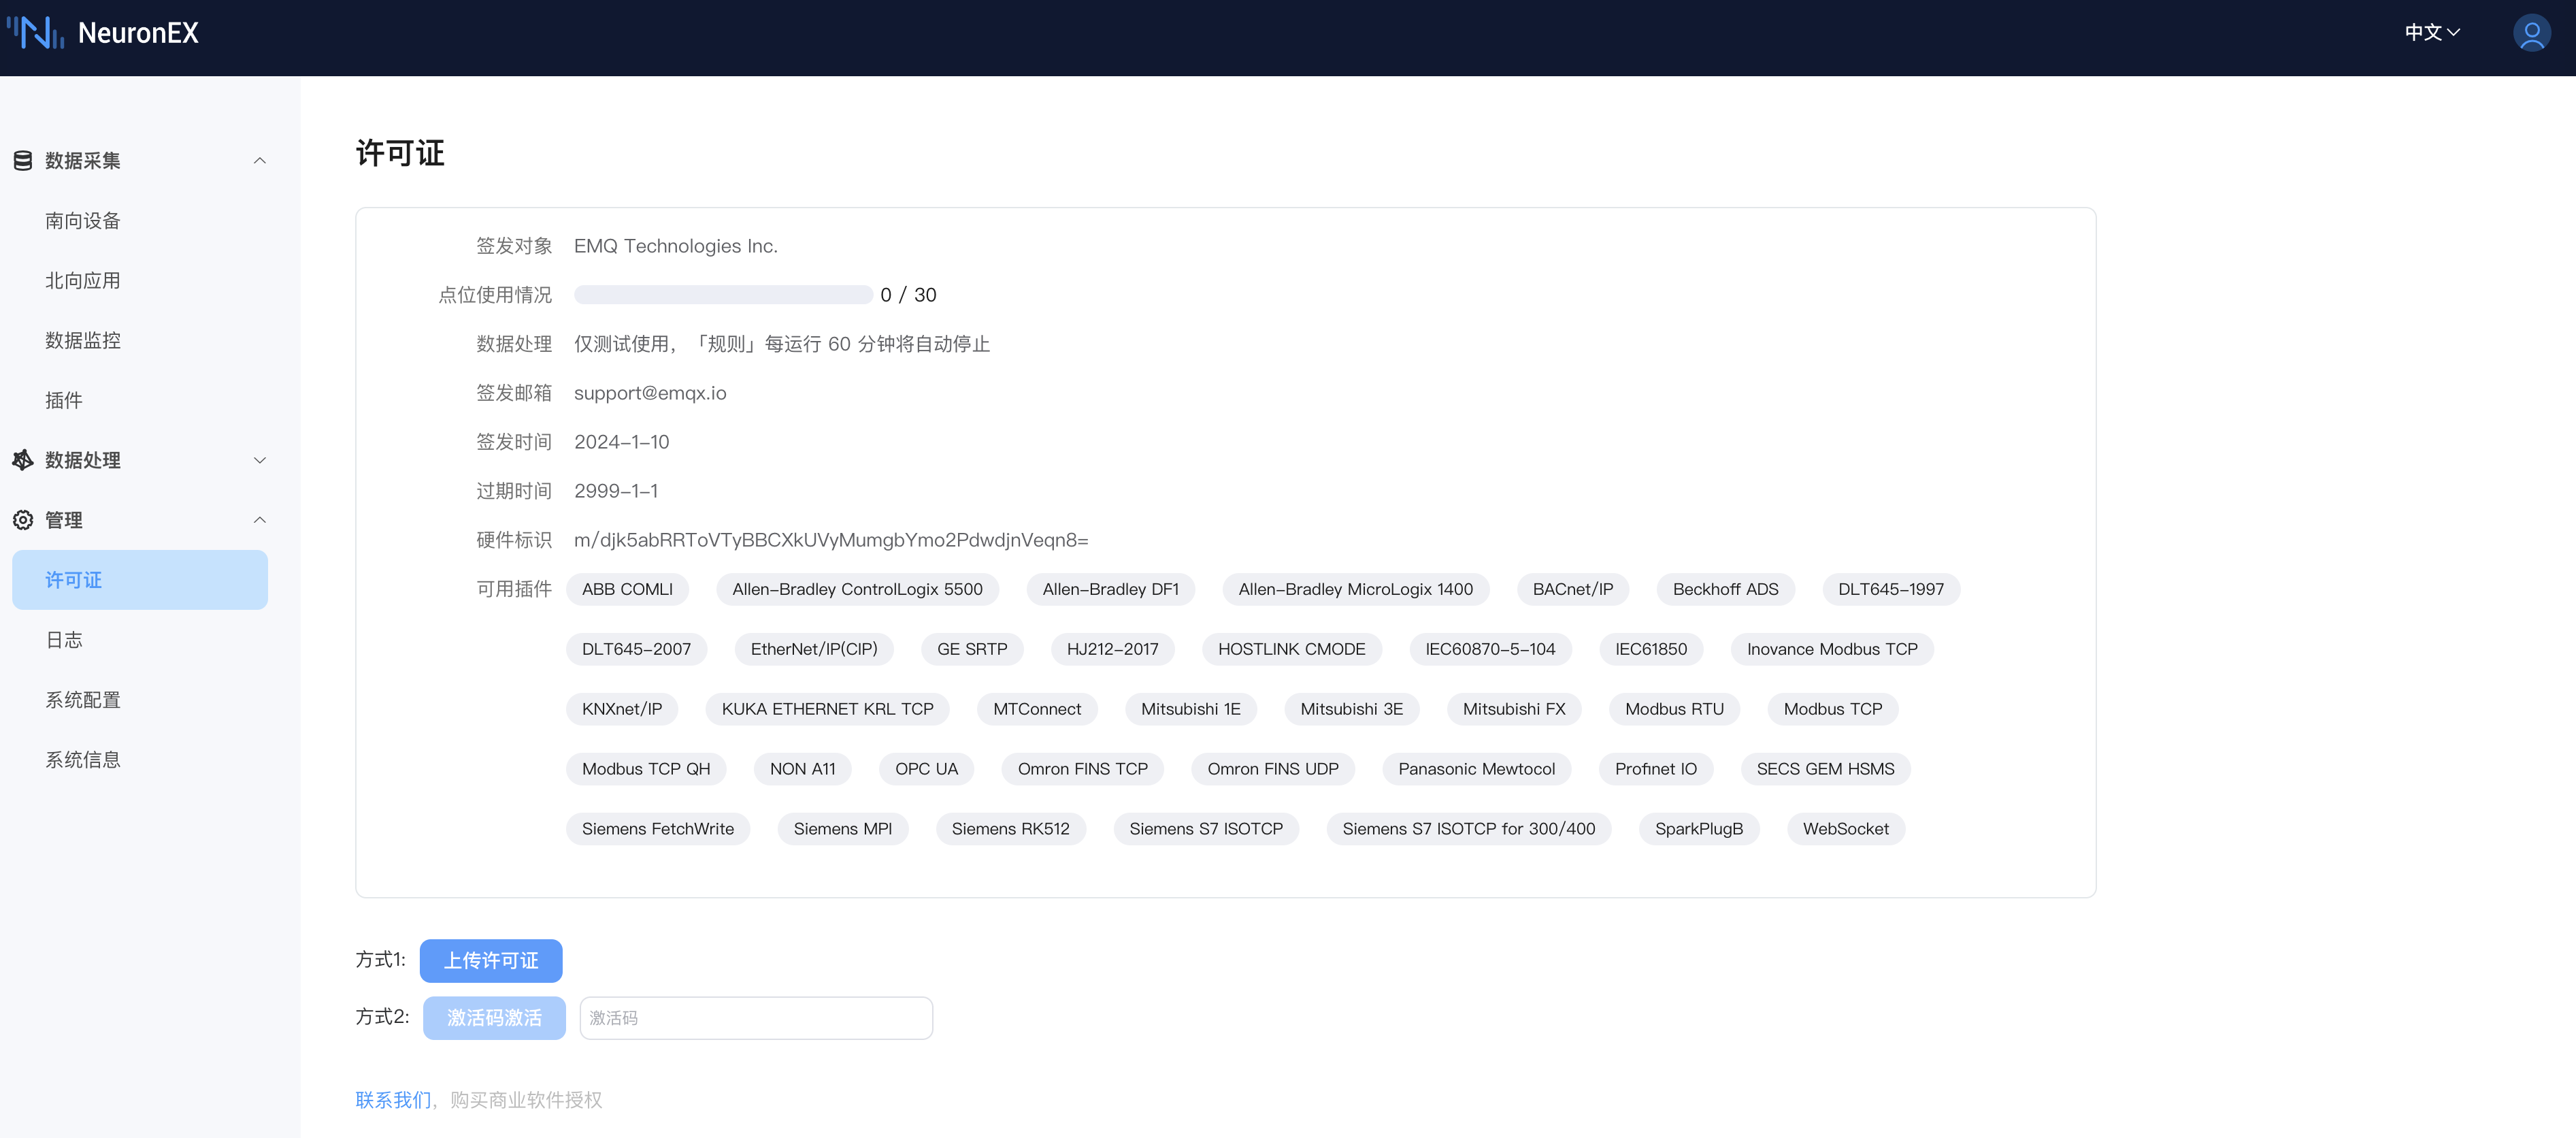 NeuronEX
中文
数据采集
南向设备
北向应用
数据监控
插件
数据处理
管理
许可证
日志
系统配置
系统信息
许可证
签发对象 EMQ Technologies Inc.
点位使用情况 0 / 30
数据处理 仅测试使用，「规则」每运行 60 分钟将自动停止
签发邮箱 support@emqx.io
签发时间 2024-1-10
过期时间 2999-1-1
硬件标识 m/djk5abRRToVTyBBCXkUVyMumgbYmo2PdwdjnVeqn8=
可用插件 ABB COMLI Allen-Bradley ControlLogix 5500 Allen-Bradley DF1 Allen-Bradley MicroLogix 1400 BACnet/IP Beckhoff ADS DLT645-1997
DLT645-2007 EtherNet/IP(CIP) GE SRTP HJ212-2017 HOSTLINK CMODE IEC60870-5-104 IEC61850 Inovance Modbus TCP
KNXnet/IP KUKA ETHERNET KRL TCP MTConnect Mitsubishi 1E Mitsubishi 3E Mitsubishi FX Modbus RTU Modbus TCP
Modbus TCP QH NON A11 OPC UA Omron FINS TCP Omron FINS UDP Panasonic Mewtocol Profinet IO SECS GEM HSMS
Siemens FetchWrite Siemens MPI Siemens RK512 Siemens S7 ISOTCP Siemens S7 ISOTCP for 300/400 SparkPlugB WebSocket
方式1: 上传许可证
方式2: 激活码激活 激活码
联系我们，购买商业软件授权